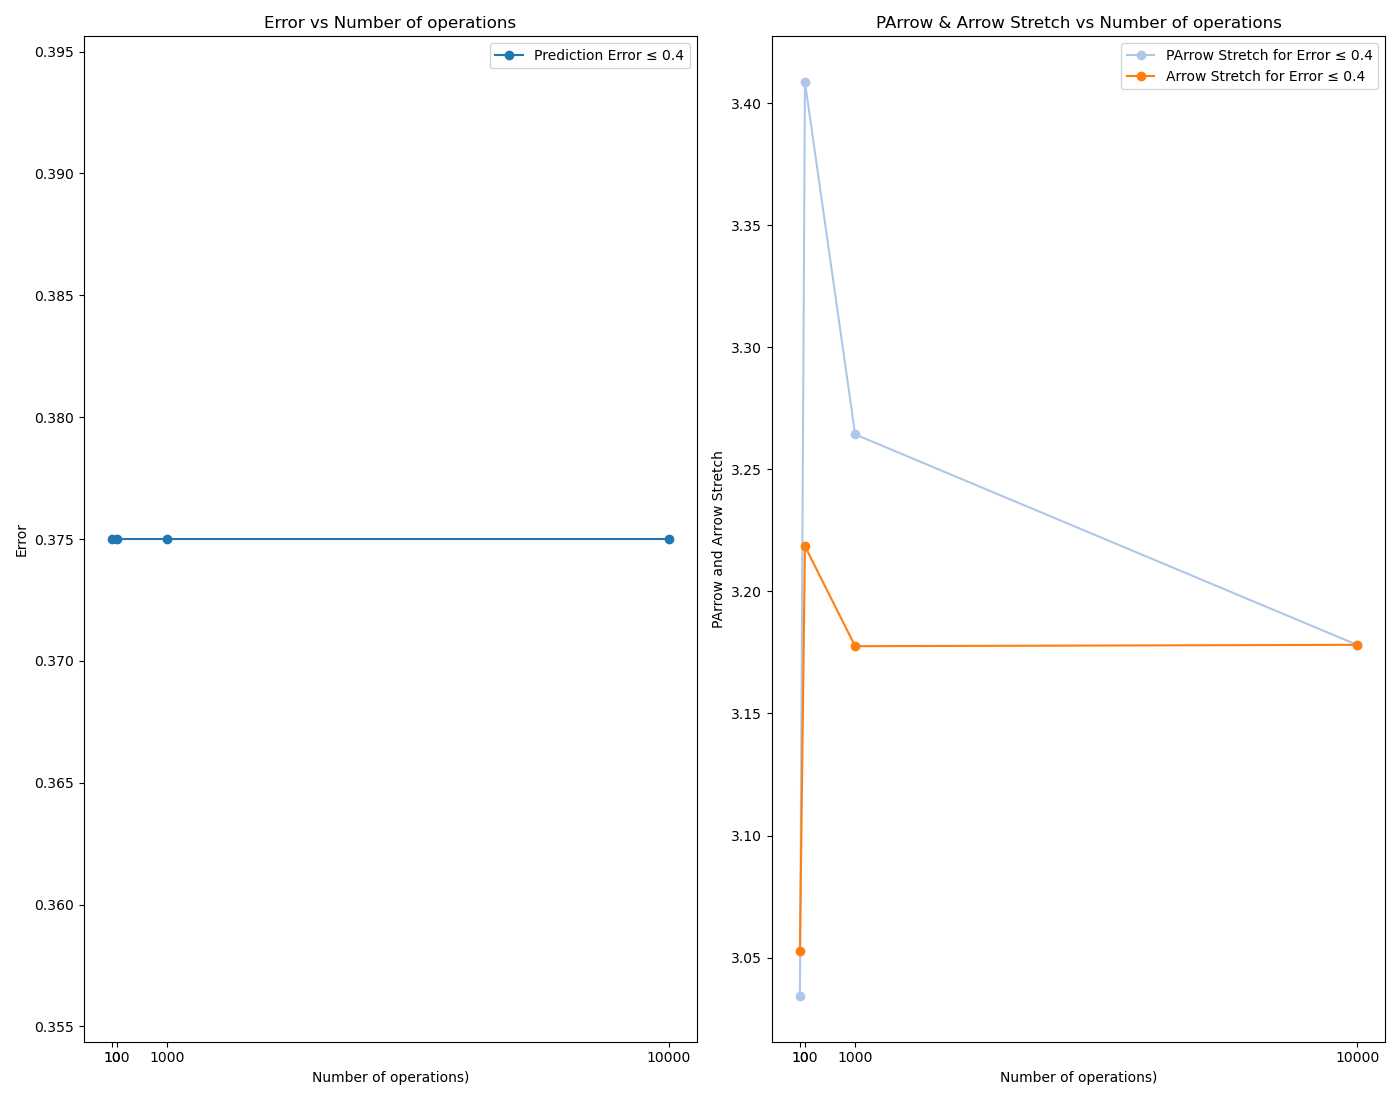 Error vs Number of operations
Prediction Error ≤ 0.4
0.395
0.390
0.385
0.380
0.375
0.370
0.365
0.360
0.355
Error
10
100
1000
10000
Number of operations)
PArrow & Arrow Stretch vs Number of operations
PArrow Stretch for Error ≤ 0.4
Arrow Stretch for Error ≤ 0.4
3.40
3.35
3.30
3.25
3.20
3.15
3.10
3.05
PArrow and Arrow Stretch
10
100
1000
10000
Number of operations)